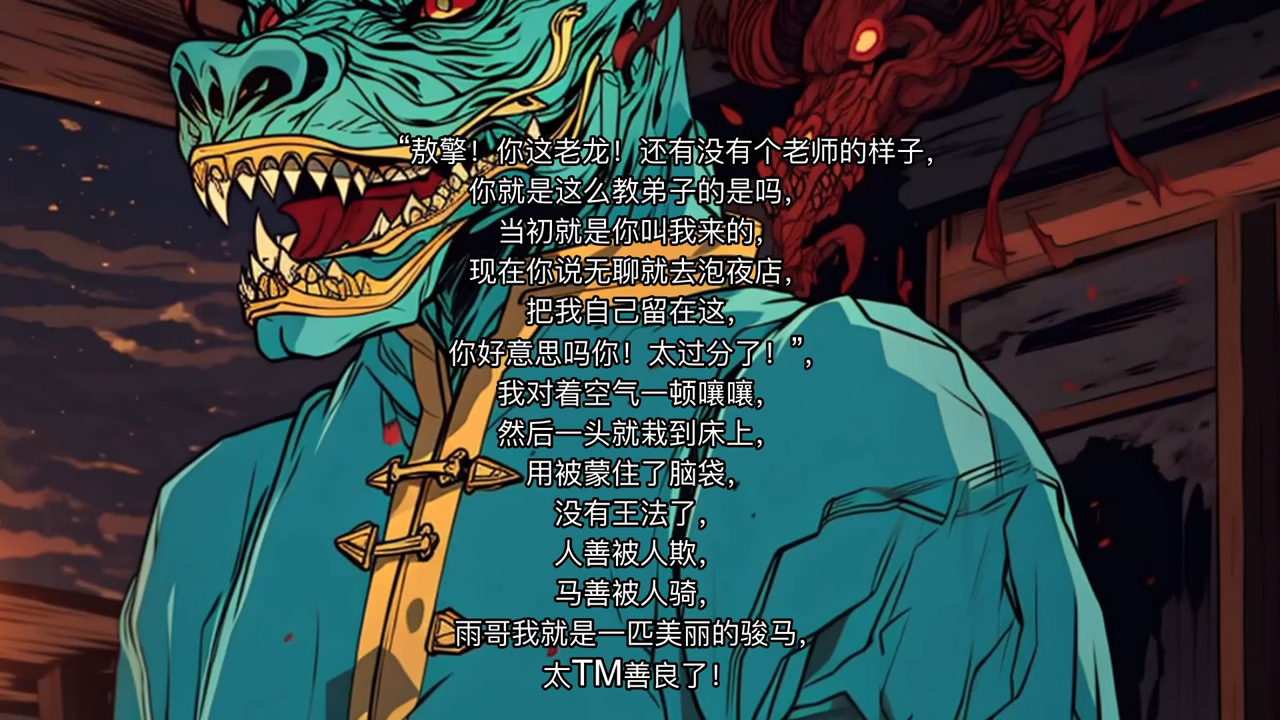 “敖擎！你这老龙！还有没有个老师的样子，
你就是这么教弟子的是吗，
当初就是你叫我来的，
现在你说无聊就去泡夜店，
把我自己留在这，
你好意思吗你！太过分了！”，
我对着空气一顿嚷嚷，
然后一头就栽到床上，
用被蒙住了脑袋，
没有王法了，
人善被人欺，
马善被人骑，
雨哥我就是一匹美丽的骏马，
太TM善良了！